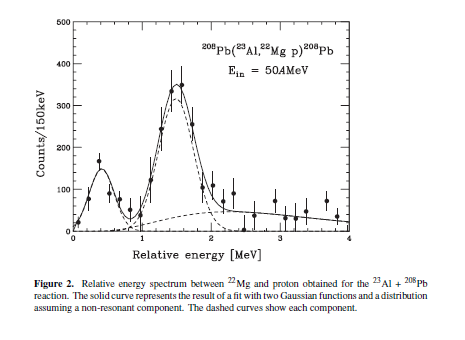 500
400
300
200
100
0
Counts/150keV
²⁰⁸Pb(²³Al,²²Mg p)²⁰⁸Pb
E_in = 50AMeV
0 1 2 3 4
Relative energy [MeV]
Figure 2. Relative energy spectrum between ²²Mg and proton obtained for the ²³Al + ²⁰⁸Pb
reaction. The solid curve represents the result of a fit with two Gaussian functions and a distribution
assuming a non-resonant component. The dashed curves show each component.